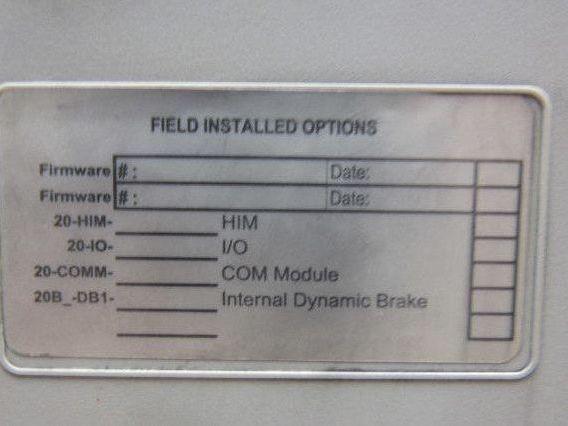 FIELD INSTALLED OPTIONS
Firmware #: Date:
Firmware #: Date:
20-HIM- HIM
20-IO- I/O
20-COMM- COM Module
20B_-DB1- Internal Dynamic Brake